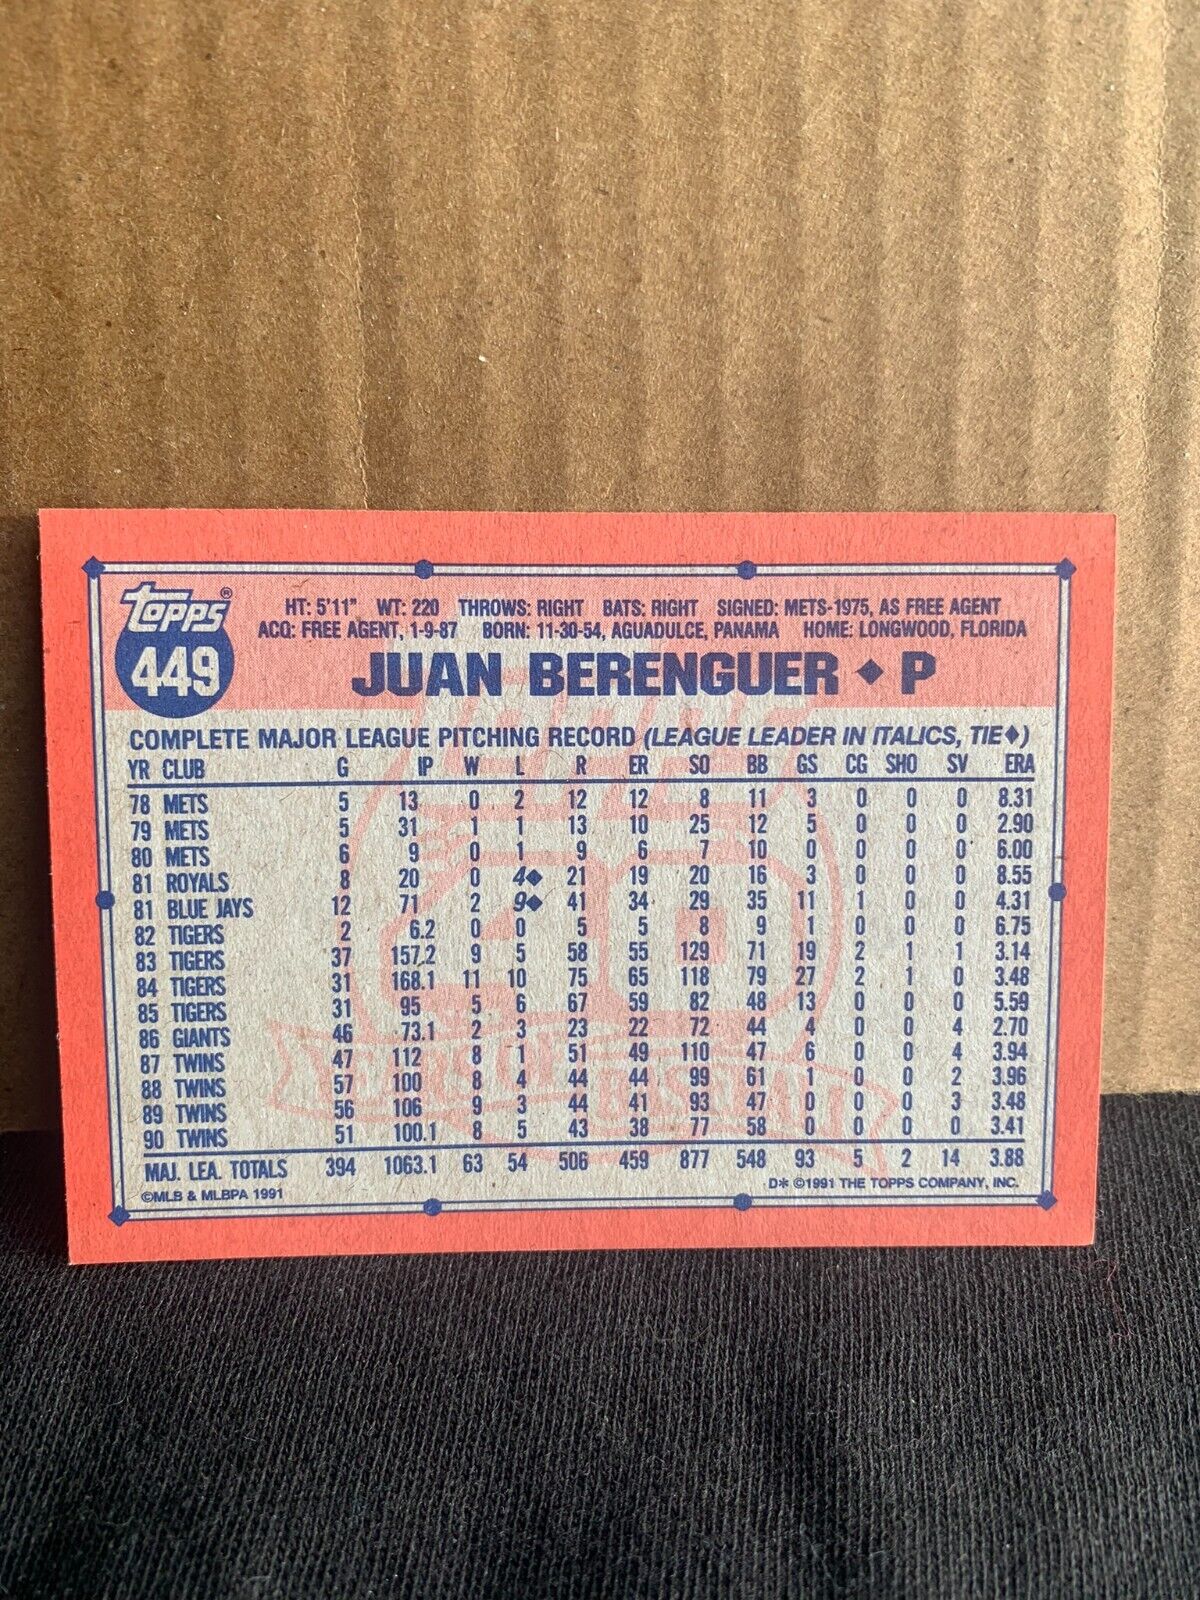 Topps®
449
HT: 5'11" WT: 220 THROWS: RIGHT BATS: RIGHT SIGNED: METS-1975, AS FREE AGENT
ACQ: FREE AGENT, 1-9-87 BORN: 11-30-54, AGUADULCE, PANAMA HOME: LONGWOOD, FLORIDA
JUAN BERENGUER ♦ P
COMPLETE MAJOR LEAGUE PITCHING RECORD (LEAGUE LEADER IN ITALICS, TIE♦)
YR CLUB G IP W L R ER SO BB GS CG SHO SV ERA
78 METS 5 13 0 2 12 12 8 11 3 0 0 0 8.31
79 METS 5 31 1 1 13 10 25 12 5 0 0 0 2.90
80 METS 6 9 0 1 9 6 7 10 0 0 0 0 6.00
81 ROYALS 8 20 0 4♦ 21 19 20 16 3 0 0 0 8.55
81 BLUE JAYS 12 71 2 9♦ 41 34 29 35 11 1 0 0 4.31
82 TIGERS 2 6.2 0 0 5 5 8 9 1 0 0 0 6.75
83 TIGERS 37 157.2 9 5 58 55 129 71 19 2 1 1 3.14
84 TIGERS 31 168.1 11 10 75 65 118 79 27 2 1 0 3.48
85 TIGERS 31 95 5 6 67 59 82 48 13 0 0 0 5.59
86 GIANTS 46 73.1 2 3 23 22 72 44 4 0 0 4 2.70
87 TWINS 47 112 8 1 51 49 110 47 6 0 0 4 3.94
88 TWINS 57 100 8 4 44 44 99 61 1 0 0 2 3.96
89 TWINS 56 106 9 3 44 41 93 47 0 0 0 3 3.48
90 TWINS 51 100.1 8 5 43 38 77 58 0 0 0 0 3.41
MAJ. LEA. TOTALS 394 1063.1 63 54 506 459 877 548 93 5 2 14 3.88
©MLB & MLBPA 1991 D* ©1991 THE TOPPS COMPANY, INC.